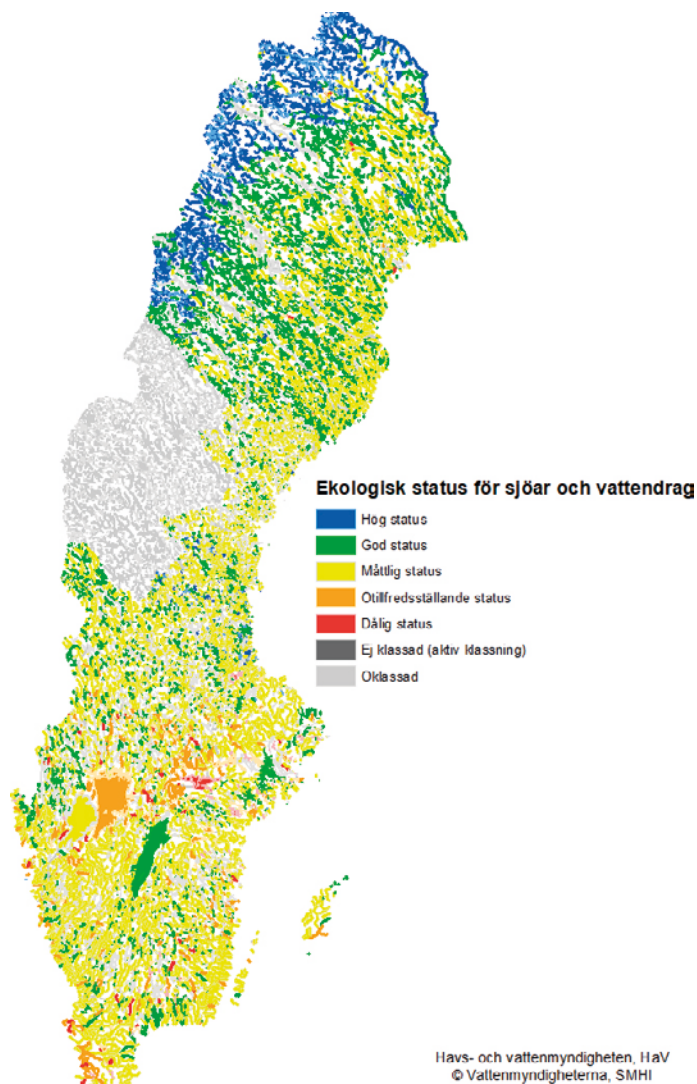 Ekologisk status för sjöar och vattendrag
Hög status
God status
Måttlig status
Otillfredsställande status
Dålig status
Ej klassad (aktiv klassning)
Oklassad
Havs- och vattenmyndigheten, HaV
© Vattenmyndigheterna, SMHI